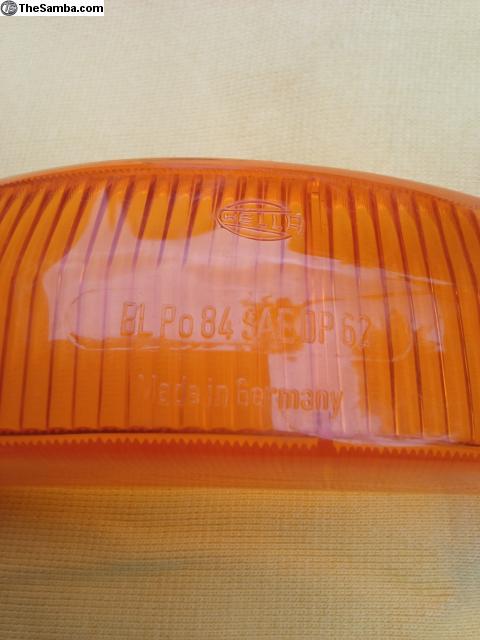 TheSamba.com
HELLA
BL Po 84 SAE DP 62
Made in Germany